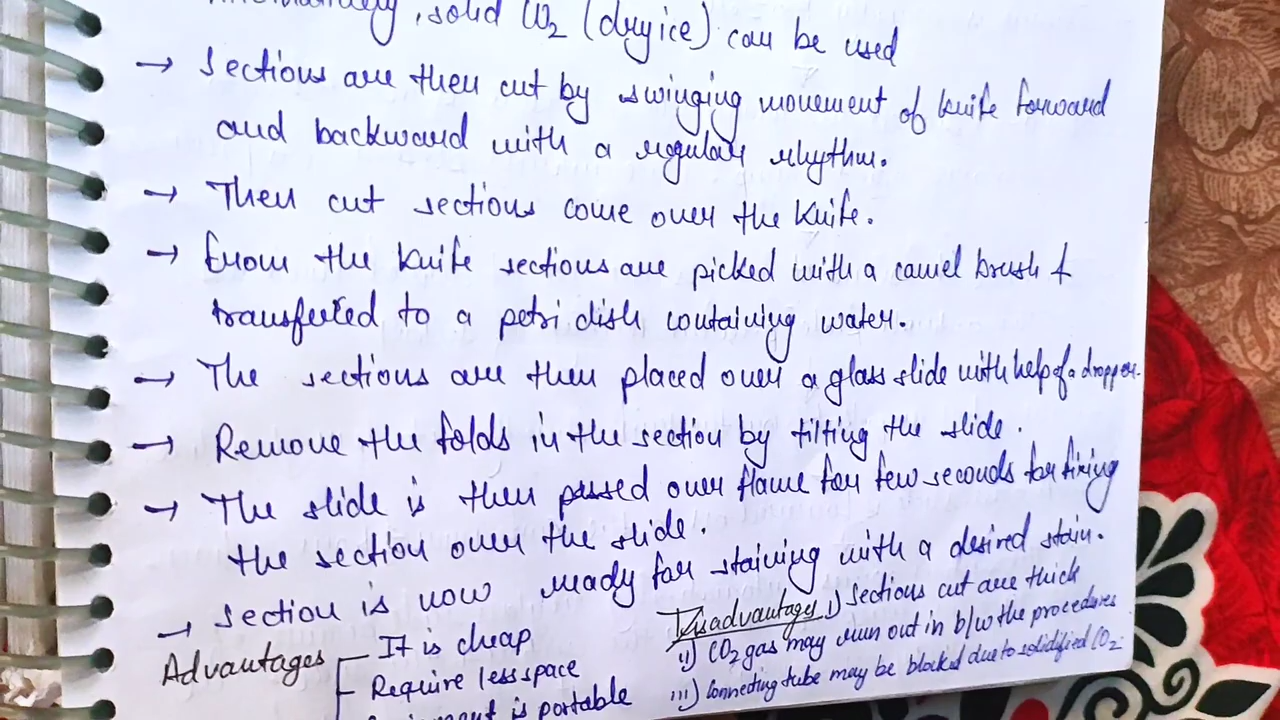 , solid CO2 (dryice) can be used
→ Sections are then cut by swinging movement of knife forward
and backward with a regular rhythm.
→ Then cut sections come over the knife.
→ From the knife sections are picked with a camel brush &
transferred to a petri dish containing water.
→ The sections are then placed over a glass slide with help of a dropper.
→ Remove the folds in the section by tilting the slide.
→ The slide is then passed over flame for few seconds for fixing
the section over the slide.
→ Section is now ready for staining with a desired stain.
Advantages
It is cheap
Require less space
is portable
Disadvantages i) Sections cut are thick
ii) CO2 gas may run out in b/w the procedures
iii) Connecting tube may be blocked due to solidified CO2.